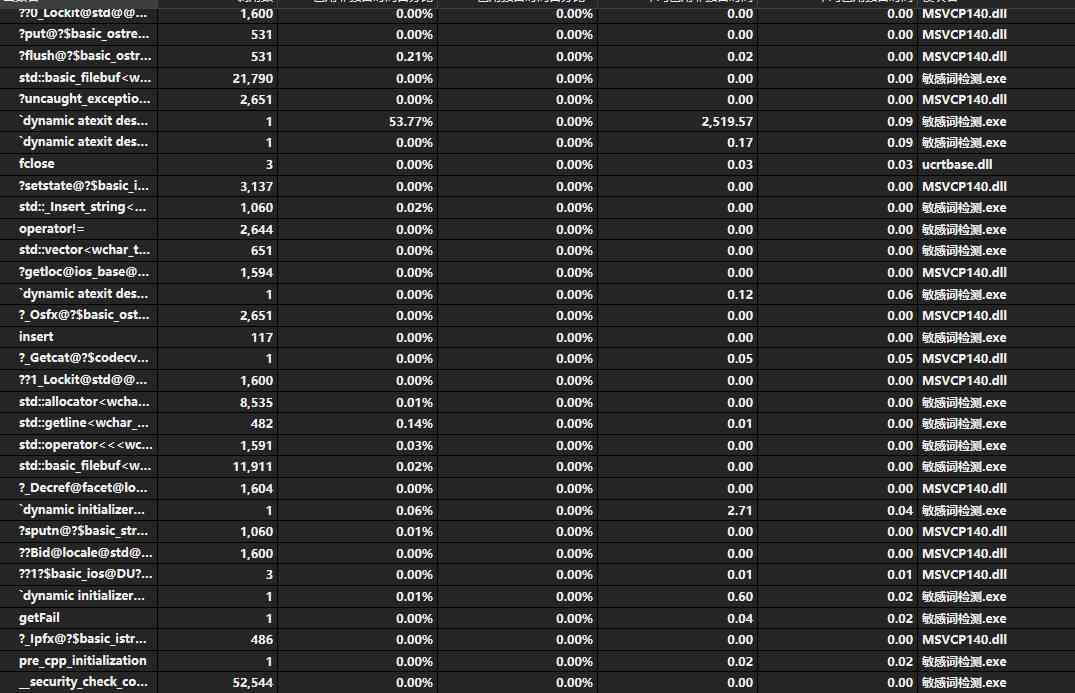 ??0_Lockit@std@@... 1,600 0.00% 0.00% 0.00 0.00 MSVCP140.dll
?put@?$basic_ostre... 531 0.00% 0.00% 0.00 0.00 MSVCP140.dll
?flush@?$basic_ostr... 531 0.21% 0.00% 0.02 0.00 MSVCP140.dll
std::basic_filebuf<w... 21,790 0.00% 0.00% 0.00 0.00 敏感词检测.exe
?uncaught_exceptio... 2,651 0.00% 0.00% 0.00 0.00 MSVCP140.dll
`dynamic atexit des... 1 53.77% 0.00% 2,519.57 0.09 敏感词检测.exe
`dynamic atexit des... 1 0.00% 0.00% 0.17 0.09 敏感词检测.exe
fclose 3 0.00% 0.00% 0.03 0.03 ucrtbase.dll
?setstate@?$basic_i... 3,137 0.00% 0.00% 0.00 0.00 MSVCP140.dll
std::_Insert_string<... 1,060 0.02% 0.00% 0.00 0.00 敏感词检测.exe
operator!= 2,644 0.00% 0.00% 0.00 0.00 敏感词检测.exe
std::vector<wchar_t... 651 0.00% 0.00% 0.00 0.00 敏感词检测.exe
?getloc@ios_base@... 1,594 0.00% 0.00% 0.00 0.00 MSVCP140.dll
`dynamic atexit des... 1 0.00% 0.00% 0.12 0.06 敏感词检测.exe
?_Osfx@?$basic_ost... 2,651 0.00% 0.00% 0.00 0.00 MSVCP140.dll
insert 117 0.00% 0.00% 0.00 0.00 敏感词检测.exe
?_Getcat@?$codecv... 1 0.00% 0.00% 0.05 0.05 MSVCP140.dll
??1_Lockit@std@@... 1,600 0.00% 0.00% 0.00 0.00 MSVCP140.dll
std::allocator<wcha... 8,535 0.01% 0.00% 0.00 0.00 敏感词检测.exe
std::getline<wchar_... 482 0.14% 0.00% 0.01 0.00 敏感词检测.exe
std::operator<<<wc... 1,591 0.03% 0.00% 0.00 0.00 敏感词检测.exe
std::basic_filebuf<w... 11,911 0.02% 0.00% 0.00 0.00 敏感词检测.exe
?_Decref@facet@lo... 1,604 0.00% 0.00% 0.00 0.00 MSVCP140.dll
`dynamic initializer... 1 0.06% 0.00% 2.71 0.04 敏感词检测.exe
?sputn@?$basic_str... 1,060 0.01% 0.00% 0.00 0.00 MSVCP140.dll
??Bid@locale@std@... 1,600 0.00% 0.00% 0.00 0.00 MSVCP140.dll
??1?$basic_ios@DU?... 3 0.00% 0.00% 0.01 0.01 MSVCP140.dll
`dynamic initializer... 1 0.01% 0.00% 0.60 0.02 敏感词检测.exe
getFail 1 0.00% 0.00% 0.04 0.02 敏感词检测.exe
?_Ipfx@?$basic_istr... 486 0.00% 0.00% 0.00 0.00 MSVCP140.dll
pre_cpp_initialization 1 0.00% 0.00% 0.02 0.02 敏感词检测.exe
__security_check_co... 52,544 0.00% 0.00% 0.00 0.00 敏感词检测.exe